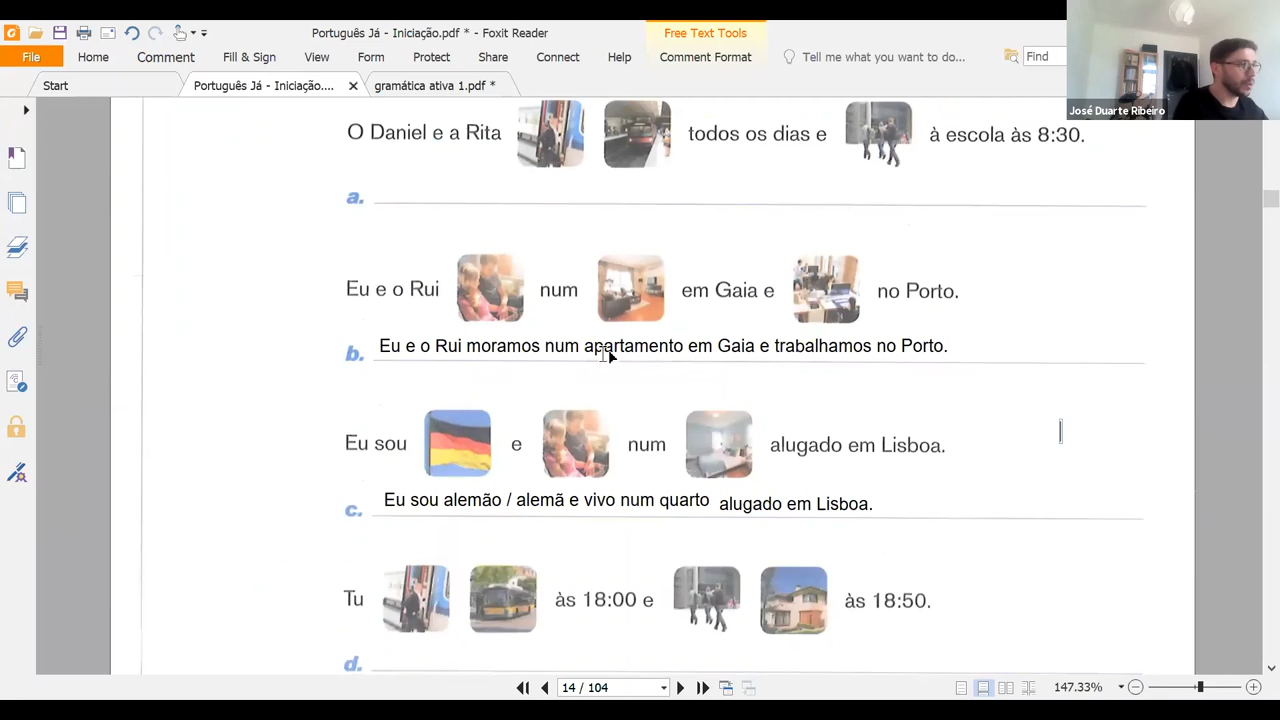 Português Já - Iniciação.pdf * - Foxit Reader
Free Text Tools
File Home Comment Fill & Sign View Form Protect Share Connect Help Comment Format Tell me what you want to do... Find
José Duarte Ribeiro
Start Português Já - Iniciação.... gramática ativa 1.pdf *
O Daniel e a Rita todos os dias e à escola às 8:30.
a.
Eu e o Rui num em Gaia e no Porto.
b. Eu e o Rui moramos num apartamento em Gaia e trabalhamos no Porto.
Eu sou e num alugado em Lisboa.
c. Eu sou alemão / alemã e vivo num quarto alugado em Lisboa.
Tu às 18:00 e às 18:50.
d.
14 / 104 147.33%